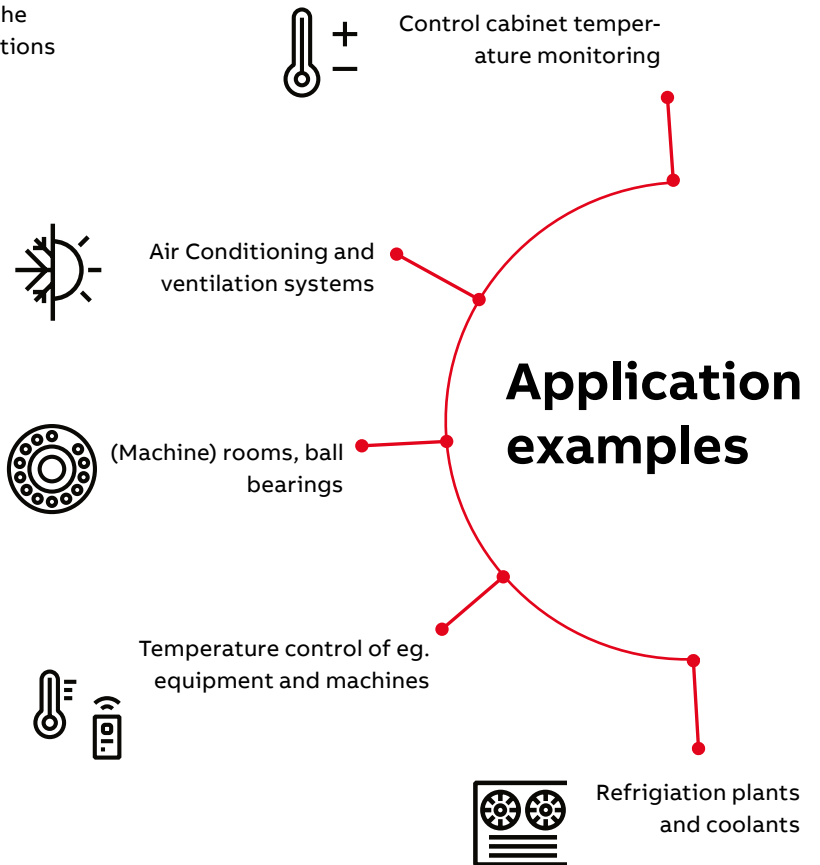 he
tions
Control cabinet temper-
ature monitoring
Air Conditioning and
ventilation systems
Application
examples
(Machine) rooms, ball
bearings
Temperature control of eg.
equipment and machines
Refrigiation plants
and coolants